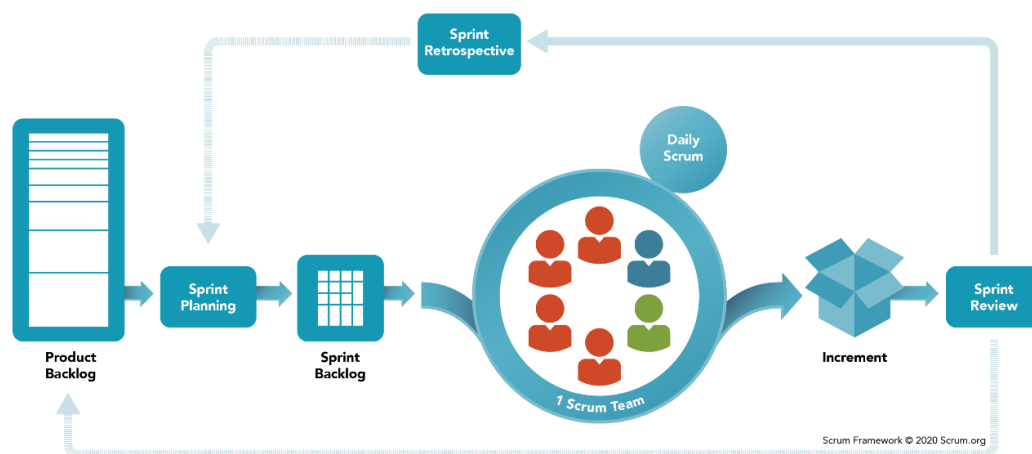 Sprint
Retrospective
Daily
Scrum
Sprint
Planning
Sprint
Review
Product
Backlog
Sprint
Backlog
Increment
1 Scrum Team
Scrum Framework © 2020 Scrum.org